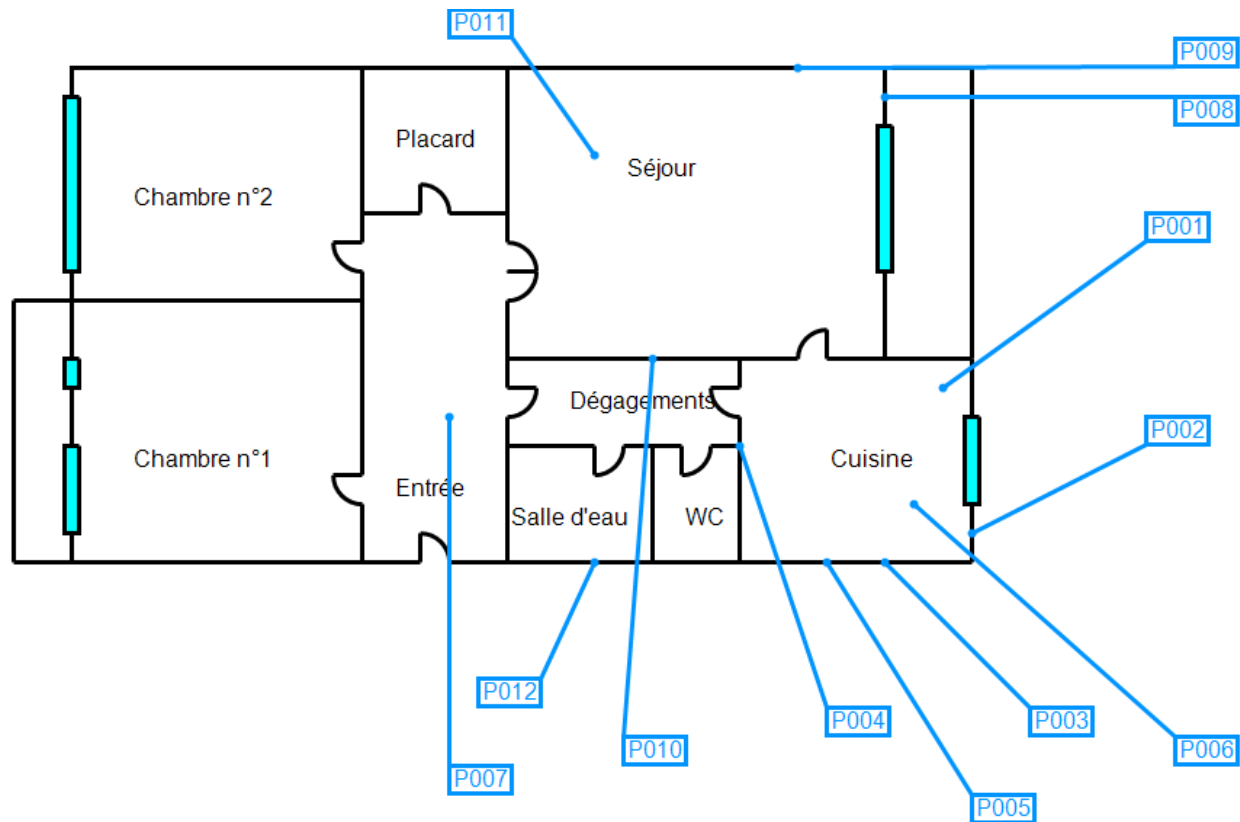 P011
P009
P008
Placard
Séjour
Chambre n°2
P001
Dégagements
P002
Chambre n°1
Cuisine
Entrée
Salle d'eau
WC
P012
P004
P003
P010
P006
P007
P005